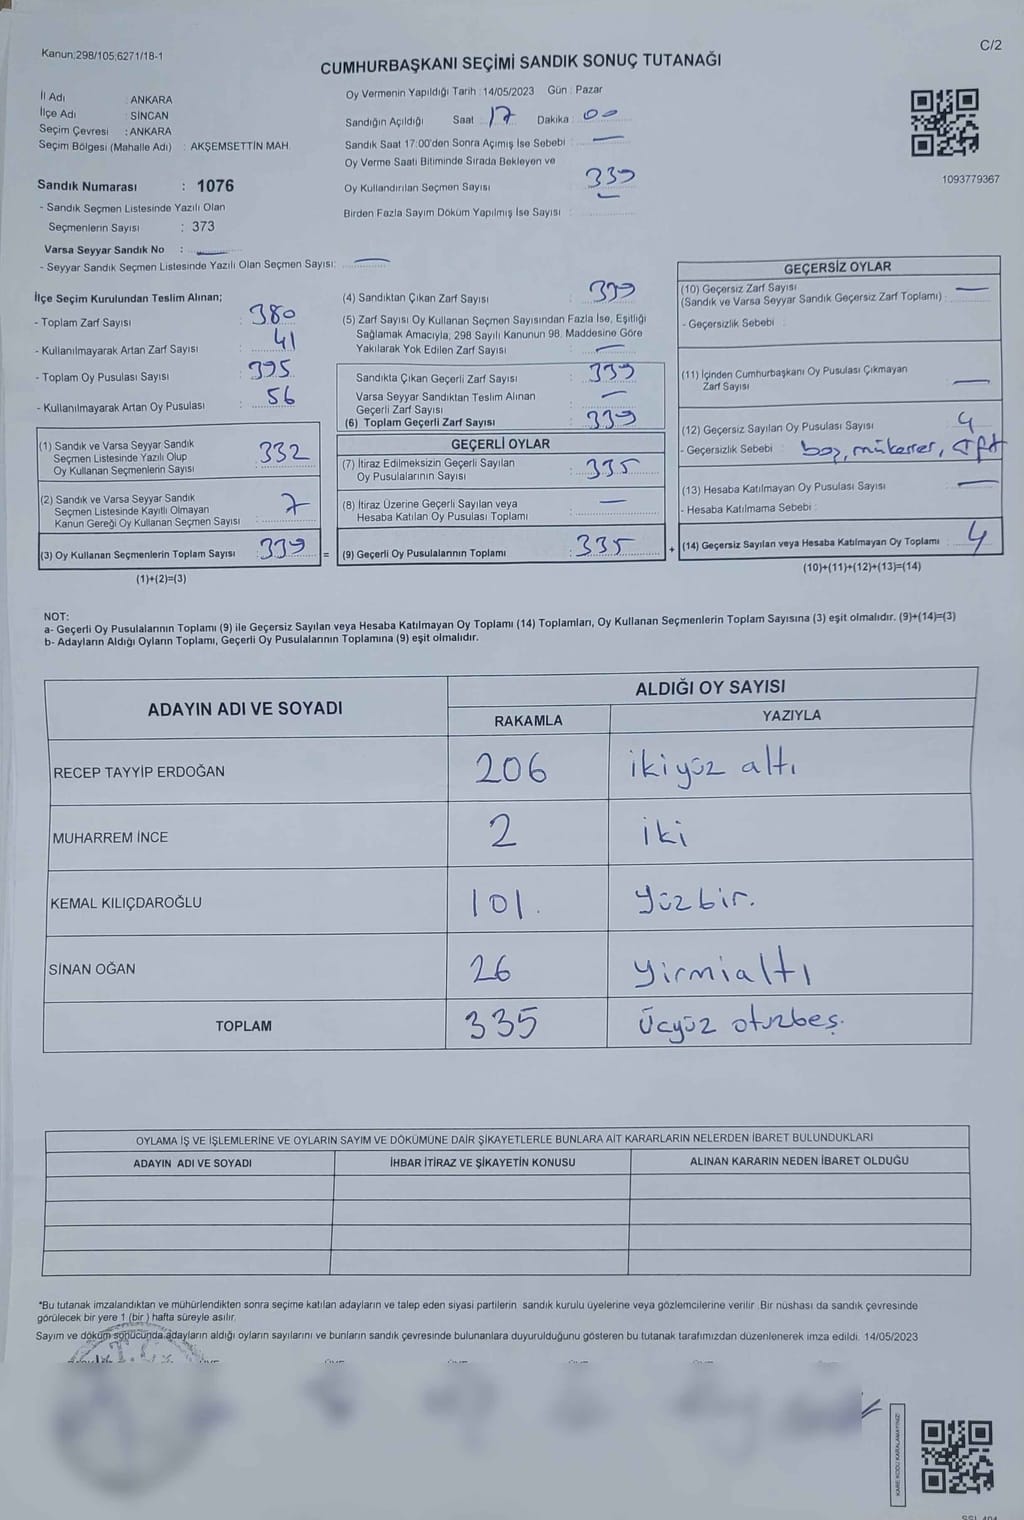 Kanun:298/105;6271/18-1
C/2
CUMHURBAŞKANI SEÇİMİ SANDIK SONUÇ TUTANAĞI
İl Adı : ANKARA
İlçe Adı : SİNCAN
Seçim Çevresi : ANKARA
Seçim Bölgesi (Mahalle Adı) : AKŞEMSETTİN MAH.
Sandık Numarası : 1076
- Sandık Seçmen Listesinde Yazılı Olan
Seçmenlerin Sayısı : 373
Varsa Seyyar Sandık No :
- Seyyar Sandık Seçmen Listesinde Yazılı Olan Seçmen Sayısı:
Oy Vermenin Yapıldığı Tarih : 14/05/2023 Gün : Pazar
Sandığın Açıldığı Saat 17 Dakika : 00
Sandık Saat 17:00'den Sonra Açılmış İse Sebebi :
Oy Verme Saati Bitiminde Sırada Bekleyen ve
Oy Kullandırılan Seçmen Sayısı 339
Birden Fazla Sayım Döküm Yapılmış İse Sayısı :
1093779367
İlçe Seçim Kurulundan Teslim Alınan;
- Toplam Zarf Sayısı : 380
- Kullanılmayarak Artan Zarf Sayısı : 41
- Toplam Oy Pusulası Sayısı : 395
- Kullanılmayarak Artan Oy Pusulası : 56
(1) Sandık ve Varsa Seyyar Sandık
Seçmen Listesinde Yazılı Olup
Oy Kullanan Seçmenlerin Sayısı 332
(2) Sandık ve Varsa Seyyar Sandık
Seçmen Listesinde Kayıtlı Olmayan
Kanun Gereği Oy Kullanan Seçmen Sayısı 7
(3) Oy Kullanan Seçmenlerin Toplam Sayısı : 339 =
(1)+(2)=(3)
(4) Sandıktan Çıkan Zarf Sayısı : 339
(5) Zarf Sayısı Oy Kullanan Seçmen Sayısından Fazla İse, Eşitliği
Sağlamak Amacıyla; 298 Sayılı Kanunun 98. Maddesine Göre
Yakılarak Yok Edilen Zarf Sayısı :
Sandıkta Çıkan Geçerli Zarf Sayısı : 339
Varsa Seyyar Sandıktan Teslim Alınan
Geçerli Zarf Sayısı :
(6) Toplam Geçerli Zarf Sayısı : 339
GEÇERLİ OYLAR
(7) İtiraz Edilmeksizin Geçerli Sayılan
Oy Pusulalarının Sayısı : 335
(8) İtiraz Üzerine Geçerli Sayılan veya
Hesaba Katılan Oy Pusulası Toplamı :
(9) Geçerli Oy Pusulalarının Toplamı : 335 +
GEÇERSİZ OYLAR
(10) Geçersiz Zarf Sayısı
(Sandık ve Varsa Seyyar Sandık Geçersiz Zarf Toplamı) :
- Geçersizlik Sebebi :
(11) İçinden Cumhurbaşkanı Oy Pusulası Çıkmayan
Zarf Sayısı
(12) Geçersiz Sayılan Oy Pusulası Sayısı : 4
- Geçersizlik Sebebi : boş, mükerrer,
(13) Hesaba Katılmayan Oy Pusulası Sayısı :
- Hesaba Katılmama Sebebi :
(14) Geçersiz Sayılan veya Hesaba Katılmayan Oy Toplamı : 4
(10)+(11)+(12)+(13)=(14)
NOT:
a- Geçerli Oy Pusulalarının Toplamı (9) ile Geçersiz Sayılan veya Hesaba Katılmayan Oy Toplamı (14) Toplamları, Oy Kullanan Seçmenlerin Toplam Sayısına (3) eşit olmalıdır. (9)+(14)=(3)
b- Adayların Aldığı Oyların Toplamı, Geçerli Oy Pusulalarının Toplamına (9) eşit olmalıdır.
ADAYIN ADI VE SOYADI
ALDIĞI OY SAYISI
RAKAMLA YAZIYLA
RECEP TAYYİP ERDOĞAN 206 ikiyüz altı
MUHARREM İNCE 2 iki
KEMAL KILIÇDAROĞLU 101. yüzbir.
SİNAN OĞAN 26 yirmialtı
TOPLAM 335 üçyüz otuzbeş.
OYLAMA İŞ VE İŞLEMLERİNE VE OYLARIN SAYIM VE DÖKÜMÜNE DAİR ŞİKAYETLERLE BUNLARA AİT KARARLARIN NELERDEN İBARET BULUNDUKLARI
ADAYIN ADI VE SOYADI İHBAR İTİRAZ VE ŞİKAYETİN KONUSU ALINAN KARARIN NEDEN İBARET OLDUĞU
*Bu tutanak imzalandıktan ve mühürlendikten sonra seçime katılan adayların ve talep eden siyasi partilerin sandık kurulu üyelerine veya gözlemcilerine verilir. Bir nüshası da sandık çevresinde
görülecek bir yere 1 (bir ) hafta süreyle asılır.
Sayım ve döküm sonucunda adayların aldığı oyların sayılarını ve bunların sandık çevresinde bulunanlara duyurulduğunu gösteren bu tutanak tarafımızdan düzenlenerek imza edildi. 14/05/2023
T.C.
KARE KODU KARALAMAYINIZ!